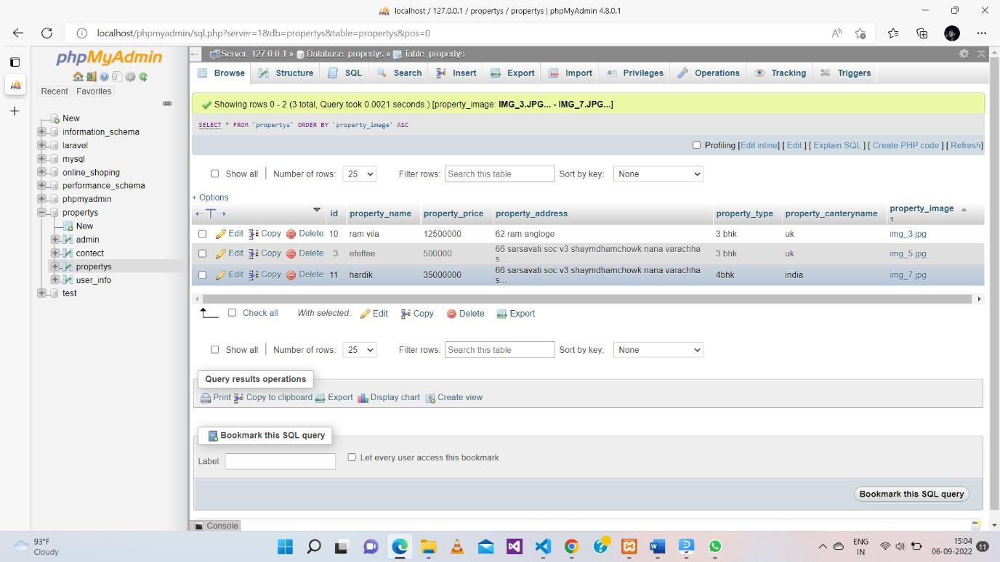 localhost / 127.0.0.1 / propertys / propertys | phpMyAdmin 4.8.0.1
localhost/phpmyadmin/sql.php?server=1&db=propertys&table=propertys&pos=0
phpMyAdmin
Recent Favorites
New
information_schema
laravel
mysql
online_shoping
performance_schema
phpmyadmin
propertys
New
admin
contect
propertys
user_info
test
Server: 127.0.0.1 » Database: propertys » Table: propertys
Browse Structure SQL Search Insert Export Import Privileges Operations Tracking Triggers
Showing rows 0 - 2 (3 total, Query took 0.0021 seconds.) [property_image: IMG_3.JPG... - IMG_7.JPG...]
SELECT * FROM `propertys` ORDER BY `property_image` ASC
Profiling [Edit inline] [ Edit ] [ Explain SQL ] [ Create PHP code ] [ Refresh]
Show all Number of rows: 25 Filter rows: Search this table Sort by key: None
+ Options
id property_name property_price property_address property_type property_canteryname property_image 1
Edit Copy Delete 10 ram vila 12500000 62 ram angloge 3 bhk uk img_3.jpg
Edit Copy Delete 3 efeffee 500000 66 sarsavati soc v3 shaymdhamchowk nana varachha s... 3 bhk uk img_5.jpg
Edit Copy Delete 11 hardik 35000000 66 sarsavati soc v3 shaymdhamchowk nana varachha s... 4bhk india img_7.jpg
Check all With selected: Edit Copy Delete Export
Show all Number of rows: 25 Filter rows: Search this table Sort by key: None
Query results operations
Print Copy to clipboard Export Display chart Create view
Bookmark this SQL query
Label: Let every user access this bookmark
Bookmark this SQL query
Console
93°F
Cloudy
ENG
IN
15:04
06-09-2022
11